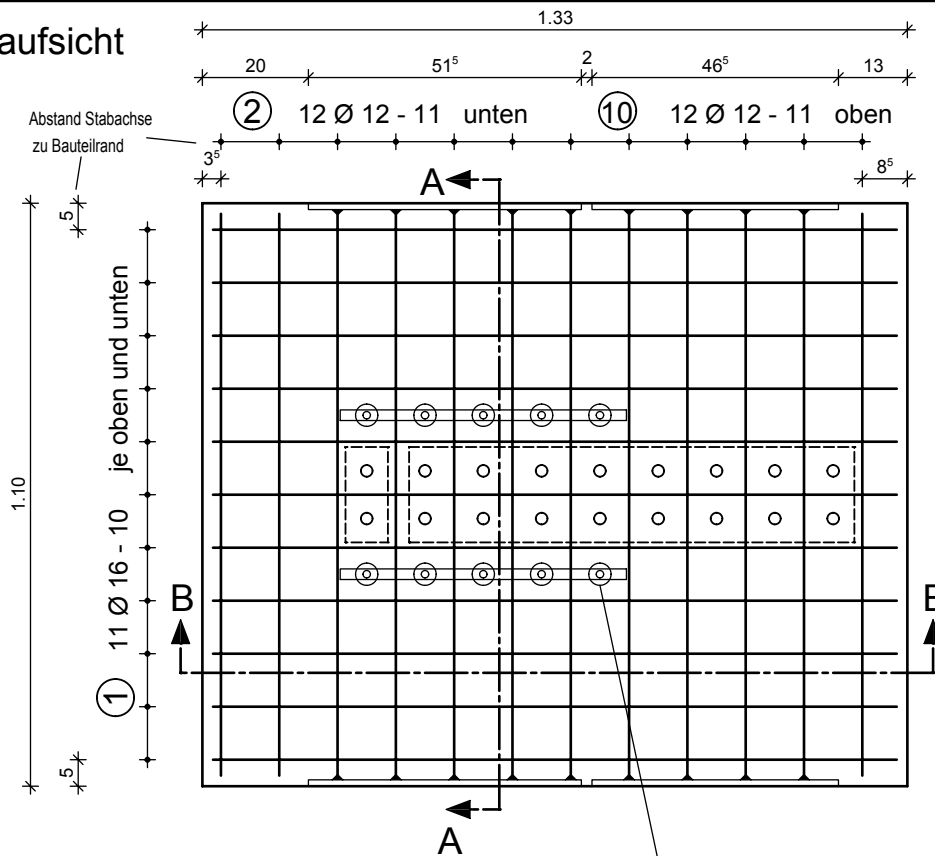 aufsicht
1.33
20 51⁵ 2 46⁵ 13
② 12 Ø 12 - 11 unten ⑩ 12 Ø 12 - 11 oben
Abstand Stabachse
zu Bauteilrand
3⁵ 8⁵
A
5
1.10
① 11 Ø 16 - 10 je oben und unten
B
5
A